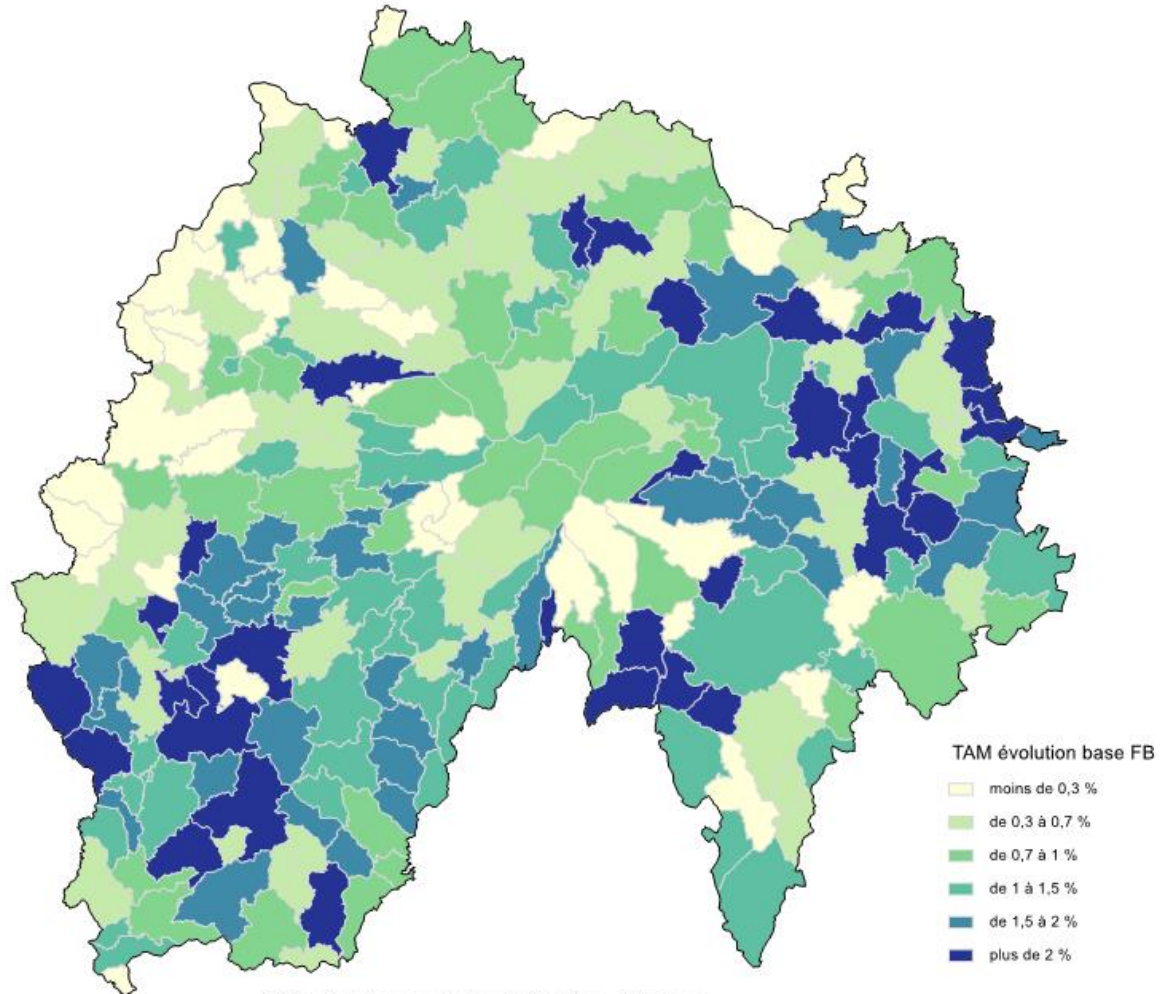 TAM évolution base FB
moins de 0,3 %
de 0,3 à 0,7 %
de 0,7 à 1 %
de 1 à 1,5 %
de 1,5 à 2 %
plus de 2 %